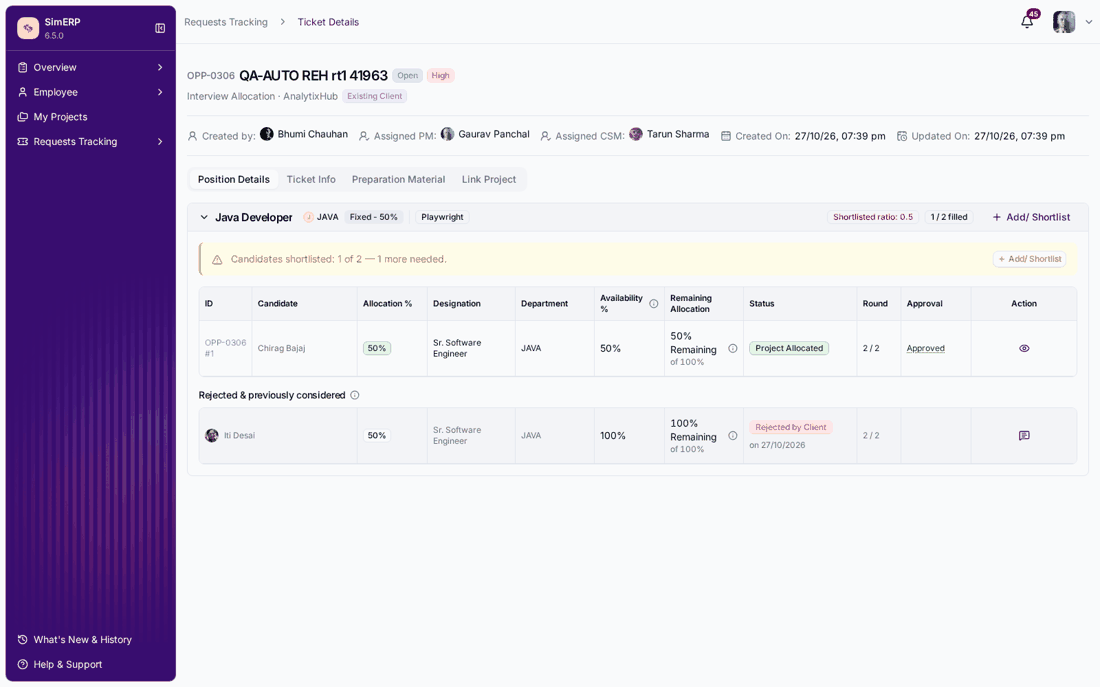 SimERP
6.5.0
Overview
Employee
My Projects
Requests Tracking
What's New & History
Help & Support
Requests Tracking > Ticket Details
45
OPP-0306 QA-AUTO REH rt1 41963 Open High
Interview Allocation · AnalytixHub Existing Client
Created by: Bhumi Chauhan Assigned PM: Gaurav Panchal Assigned CSM: Tarun Sharma Created On: 27/10/26, 07:39 pm Updated On: 27/10/26, 07:39 pm
Position Details Ticket Info Preparation Material Link Project
Java Developer JAVA Fixed - 50% Playwright Shortlisted ratio: 0.5 1 / 2 filled + Add/ Shortlist
Candidates shortlisted: 1 of 2 — 1 more needed. + Add/ Shortlist
ID Candidate Allocation % Designation Department Availability % Remaining Allocation Status Round Approval Action
OPP-0306 #1 Chirag Bajaj 50% Sr. Software Engineer JAVA 50% 50% Remaining of 100% Project Allocated 2 / 2 Approved
Rejected & previously considered
Iti Desai 50% Sr. Software Engineer JAVA 100% 100% Remaining of 100% Rejected by Client on 27/10/2026 2 / 2